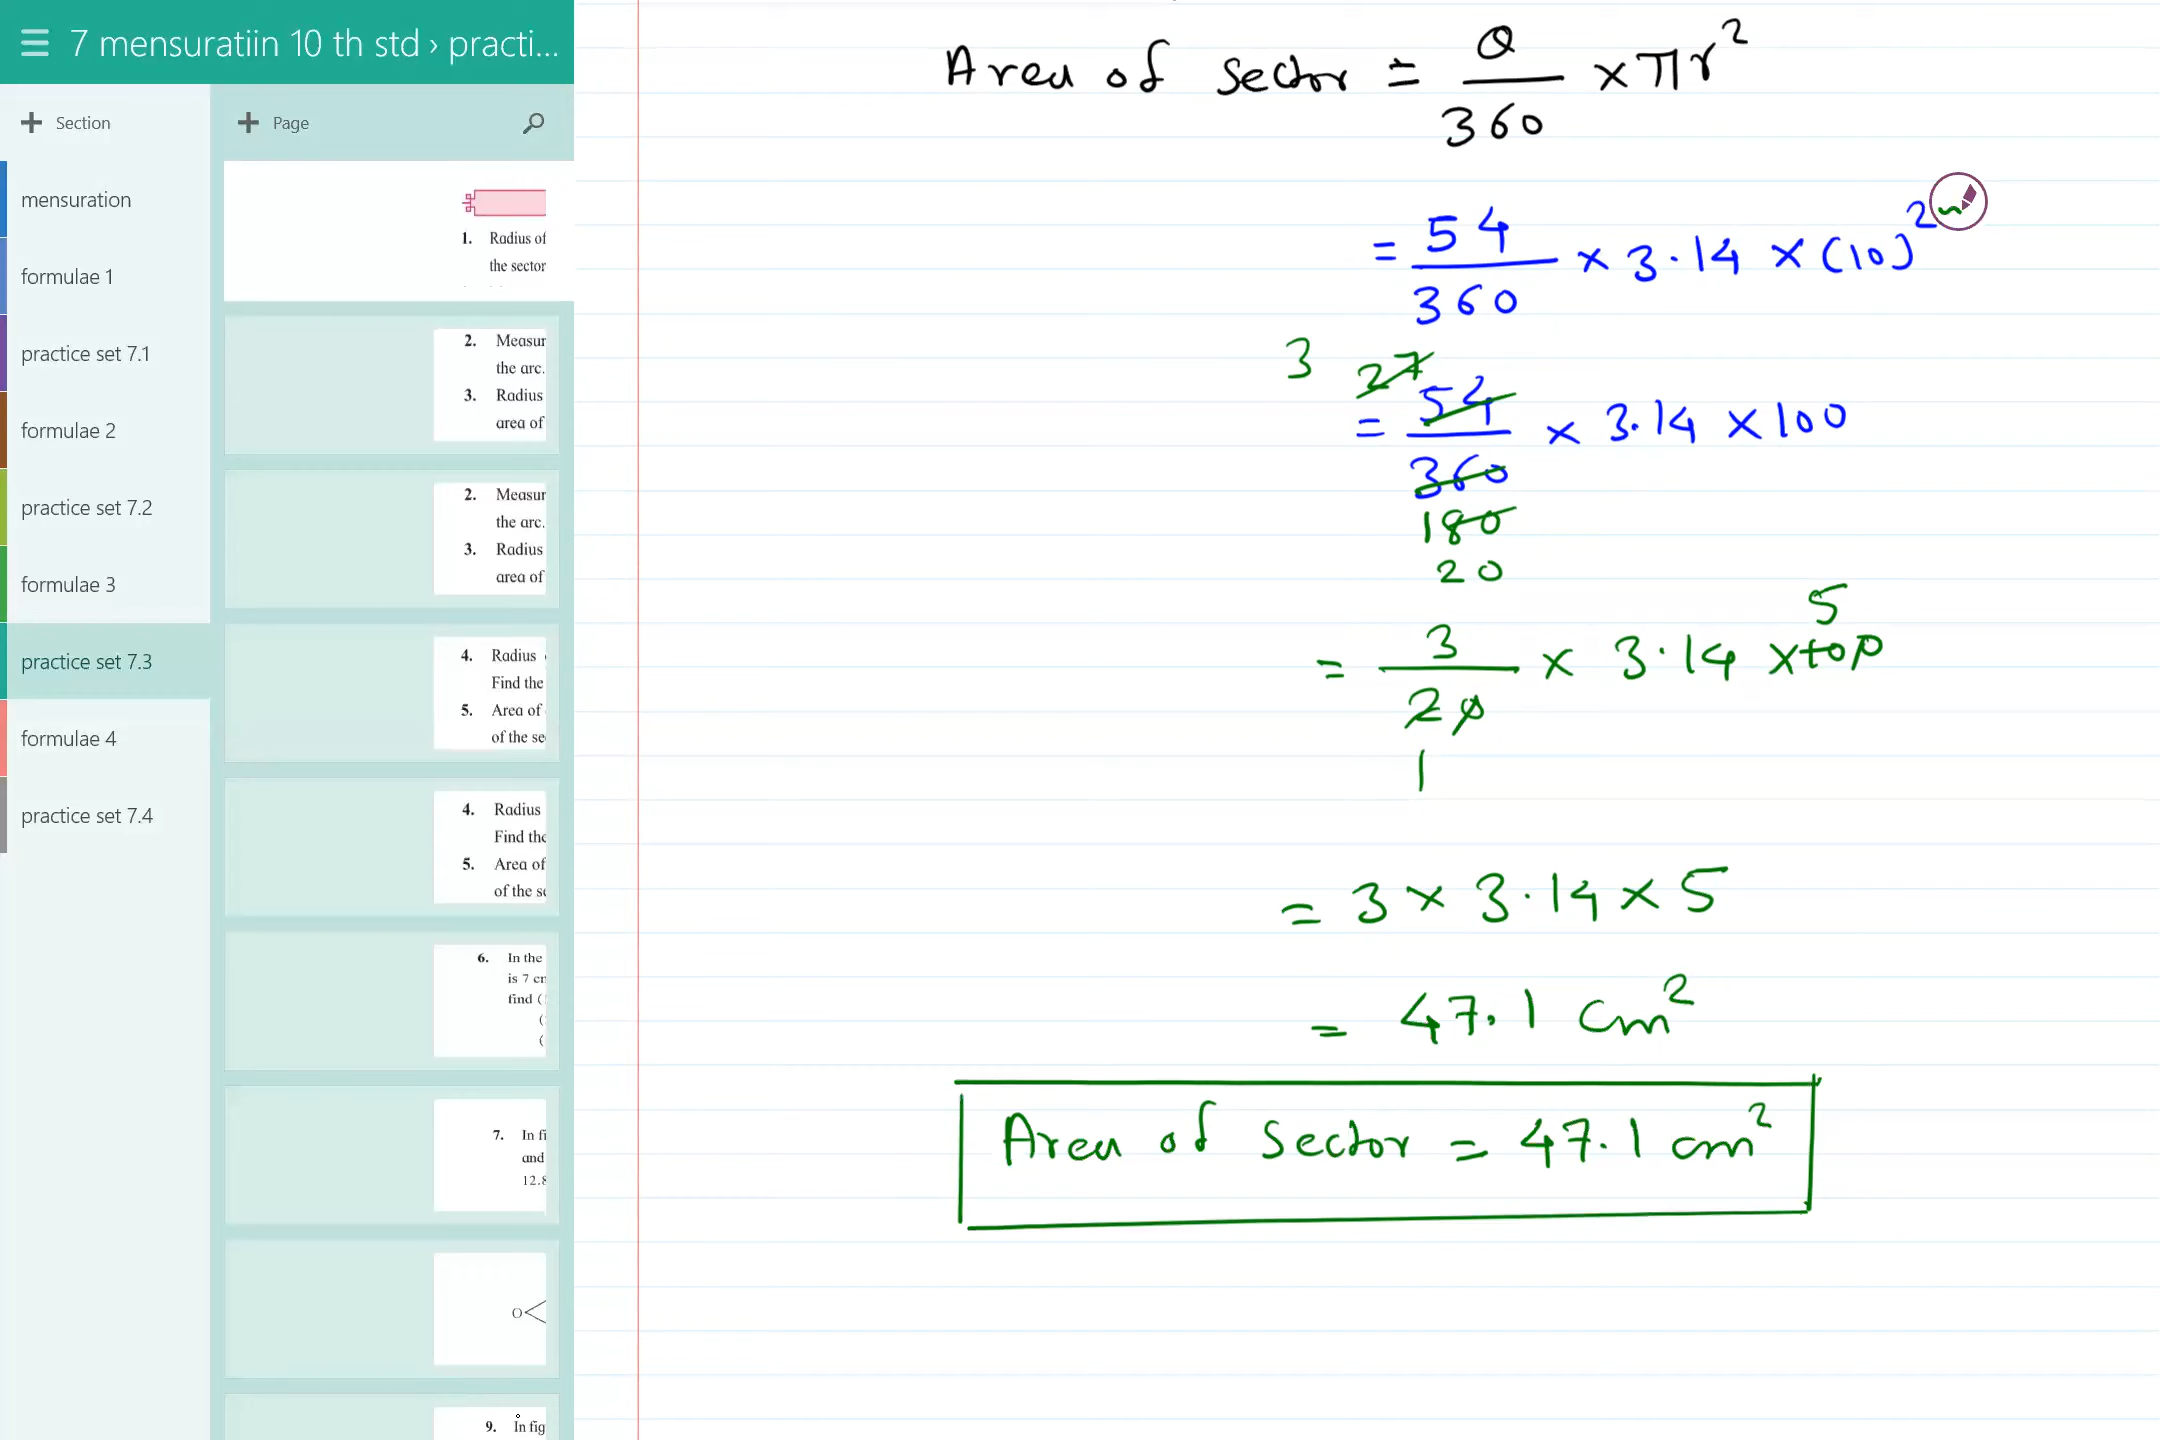 7 mensuratiin 10 th std › practi...
+ Section
+ Page
mensuration
formulae 1
practice set 7.1
formulae 2
practice set 7.2
formulae 3
practice set 7.3
formulae 4
practice set 7.4
1. Radius of
the sector
2. Measur
the arc.
3. Radius
area of
2. Measur
the arc.
3. Radius
area of
4. Radius
Find the
5. Area of
of the se
4. Radius
Find the
5. Area of
of the se
6. In the
is 7 cm
find (
(
(
7. In fi
and
12.8
O
9. In fig
Area of sector = θ/360 × πr²
= 54/360 × 3.14 × (10)²
3 27
= 54/360 × 3.14 × 100
180
20
5
= 3/20 × 3.14 × 100
1
= 3 × 3.14 × 5
= 47.1 cm²
Area of sector = 47.1 cm²